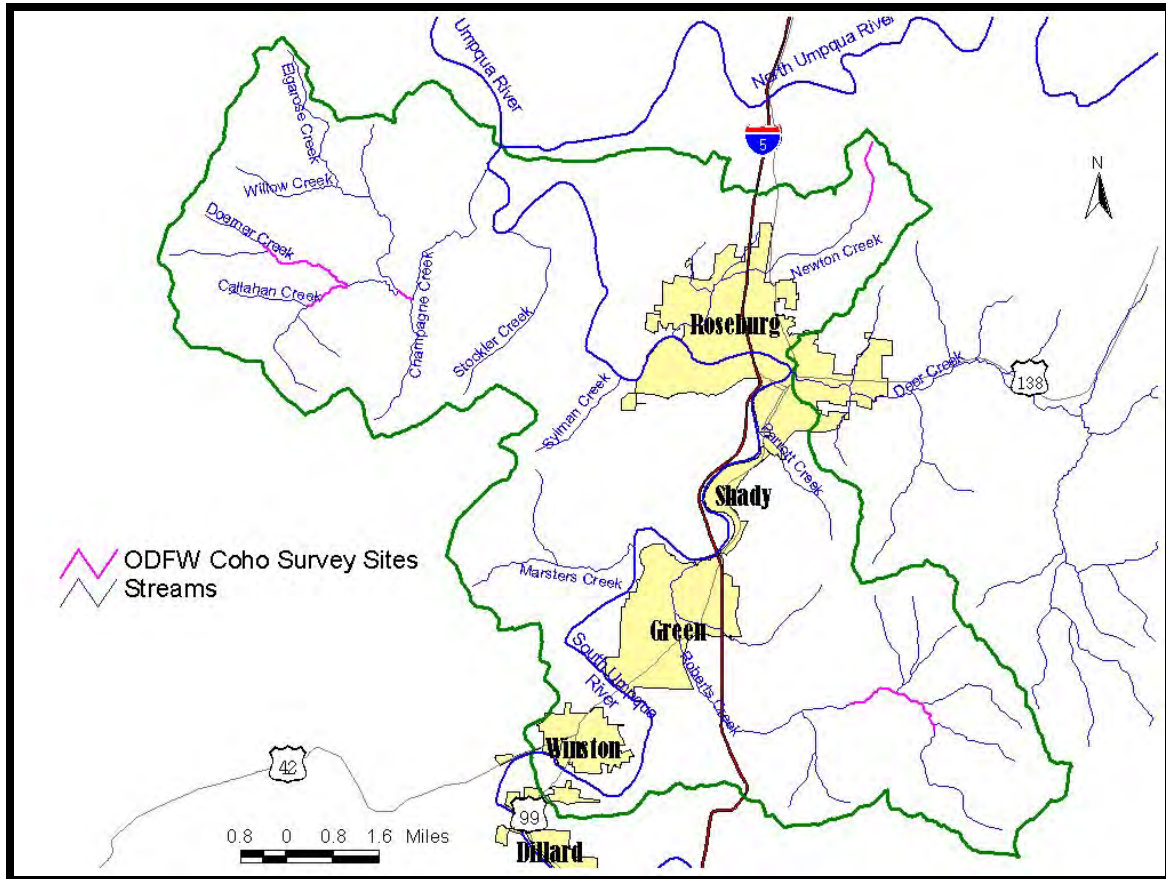 Umpqua River
North Umpqua River
Elgarose Creek
5
N
Willow Creek
Doerner Creek
Newton Creek
Callahan Creek
Champagne Creek
Stockler Creek
Roseburg
Deer Creek
138
Sylman Creek
Parrott Creek
Shady
ODFW Coho Survey Sites
Streams
Marsters Creek
Green
South Umpqua
River
Roberts Creek
Winston
42
99
0.8 0 0.8 1.6 Miles
Dillard